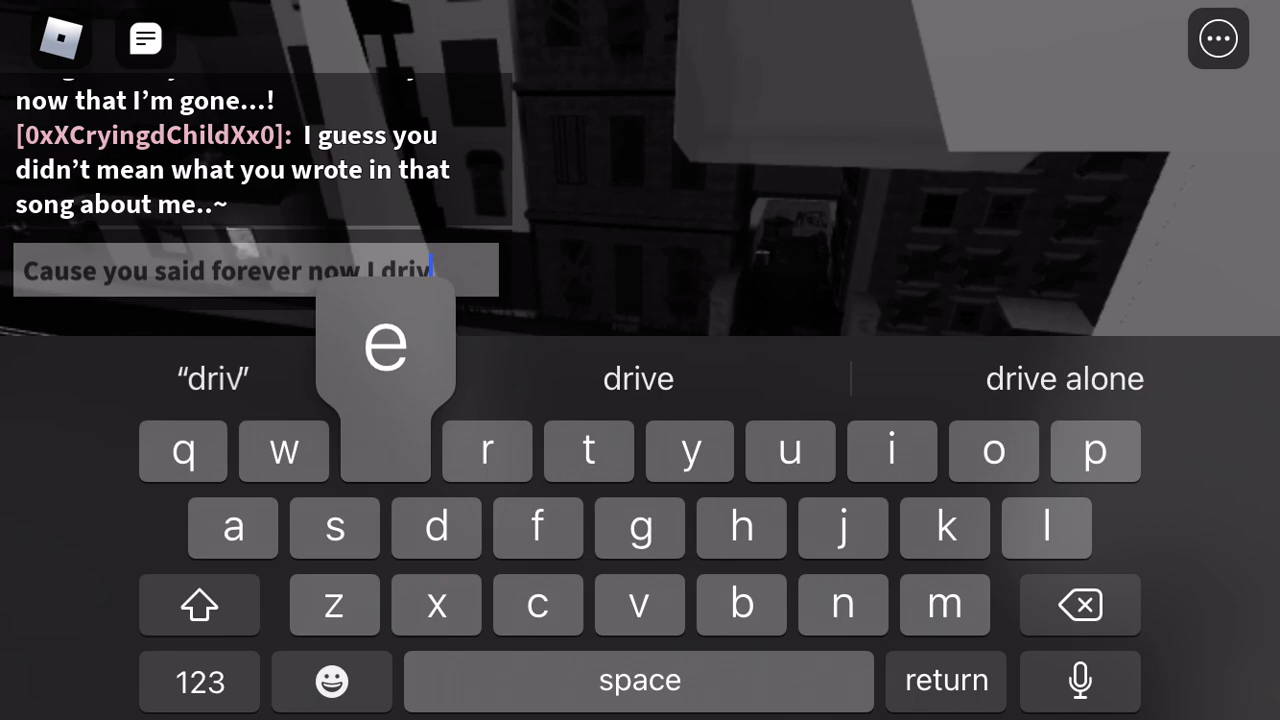 now that I'm gone...!
[0xXCryingdChildXx0]: I guess you
didn't mean what you wrote in that
song about me..~
Cause you said forever now I driv
e
“driv” drive drive alone
q w r t y u i o p
a s d f g h j k l
z x c v b n m
123 space return